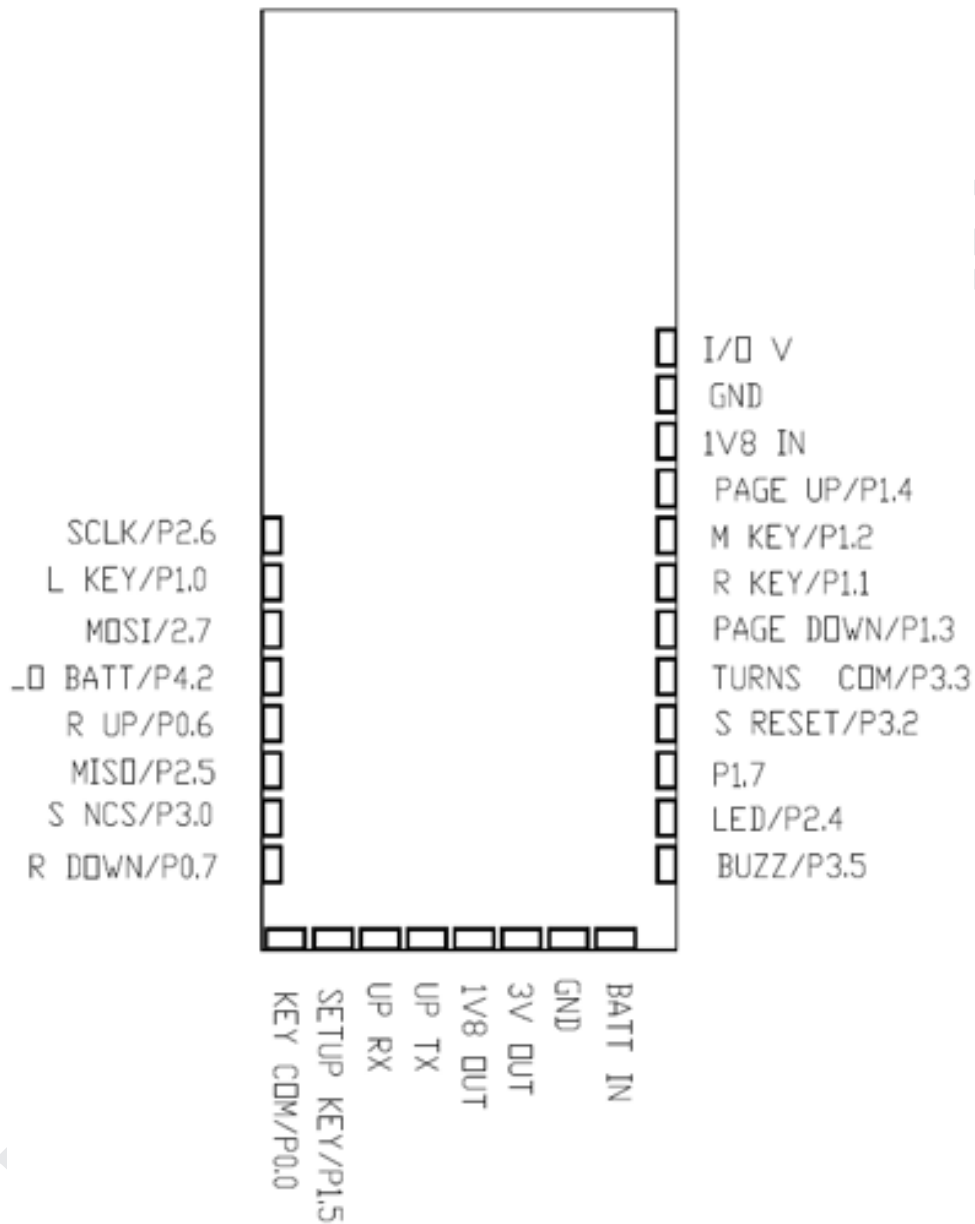 I/O V
GND
1V8 IN
PAGE UP/P1.4
SCLK/P2.6
M KEY/P1.2
L KEY/P1.0
R KEY/P1.1
MOSI/2.7
PAGE DOWN/P1.3
_O BATT/P4.2
TURNS COM/P3.3
R UP/P0.6
S RESET/P3.2
MISO/P2.5
P1.7
S NCS/P3.0
LED/P2.4
R DOWN/P0.7
BUZZ/P3.5
KEY COM/P0.0
SETUP KEY/P1.5
UP RX
UP TX
1V8 OUT
3V OUT
GND
BATT IN